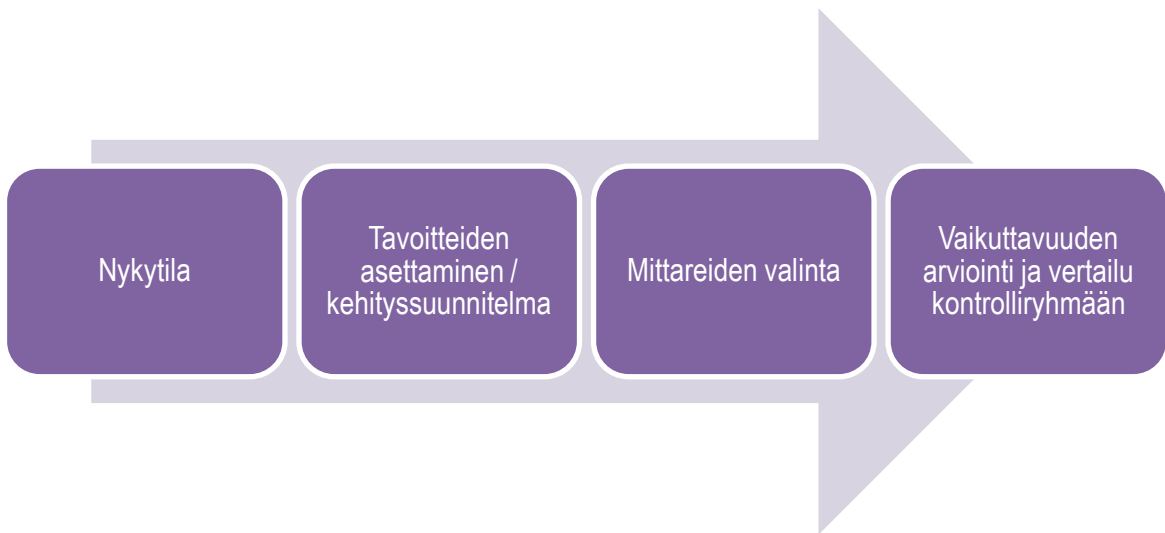 Nykytila
Tavoitteiden
asettaminen /
kehityssuunnitelma
Mittareiden valinta
Vaikuttavuuden
arviointi ja vertailu
kontrolliryhmään